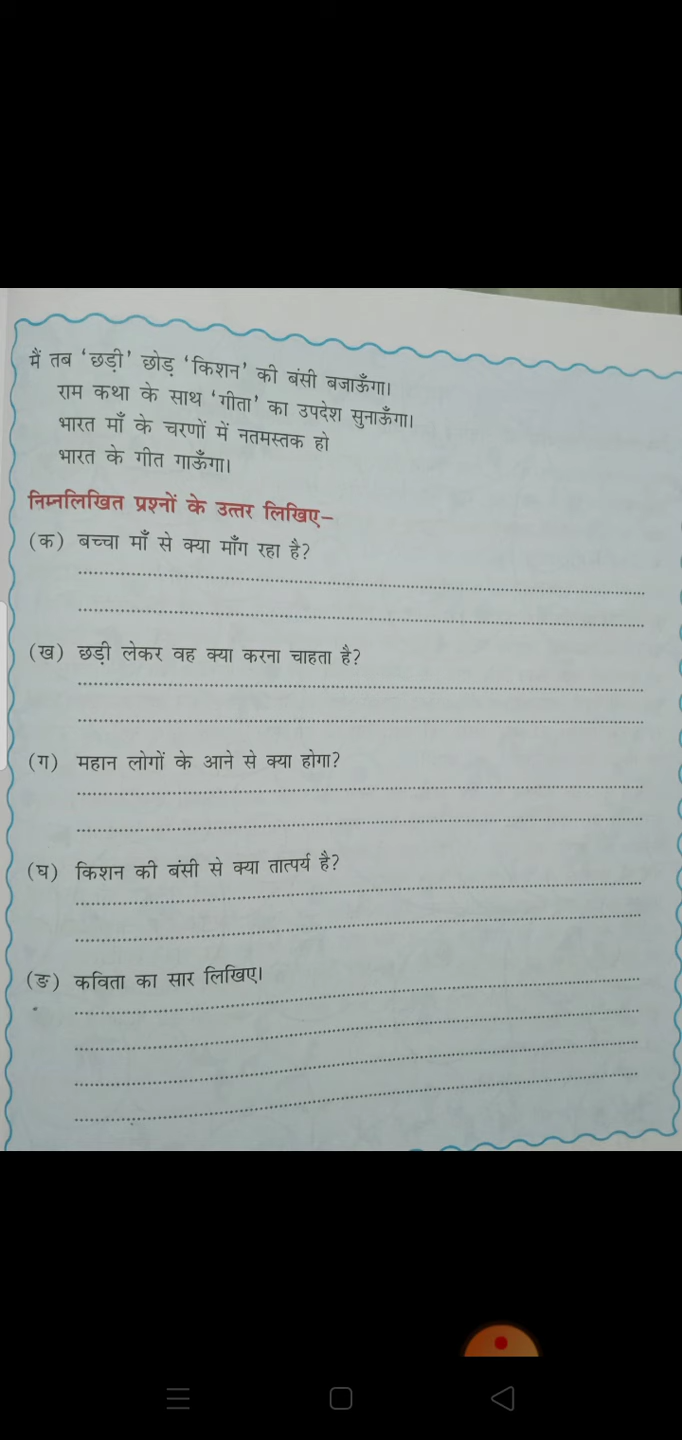 मैं तब ‘छड़ी’ छोड़ ‘किशन’ की बंसी बजाऊँगा।
राम कथा के साथ ‘गीता’ का उपदेश सुनाऊँगा।
भारत माँ के चरणों में नतमस्तक हो
भारत के गीत गाऊँगा।
निम्नलिखित प्रश्नों के उत्तर लिखिए–
(क) बच्चा माँ से क्या माँग रहा है?
(ख) छड़ी लेकर वह क्या करना चाहता है?
(ग) महान लोगों के आने से क्या होगा?
(घ) किशन की बंसी से क्या तात्पर्य है?
(ङ) कविता का सार लिखिए।